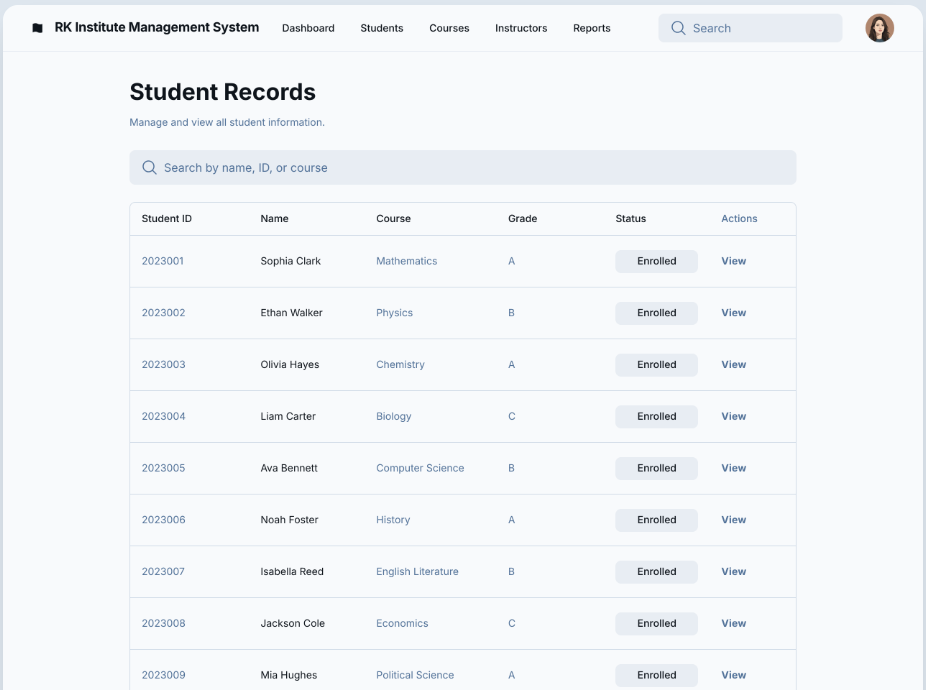 RK Institute Management System Dashboard Students Courses Instructors Reports Search
Student Records
Manage and view all student information.
Search by name, ID, or course
Student ID Name Course Grade Status Actions
2023001 Sophia Clark Mathematics A Enrolled View
2023002 Ethan Walker Physics B Enrolled View
2023003 Olivia Hayes Chemistry A Enrolled View
2023004 Liam Carter Biology C Enrolled View
2023005 Ava Bennett Computer Science B Enrolled View
2023006 Noah Foster History A Enrolled View
2023007 Isabella Reed English Literature B Enrolled View
2023008 Jackson Cole Economics C Enrolled View
2023009 Mia Hughes Political Science A Enrolled View